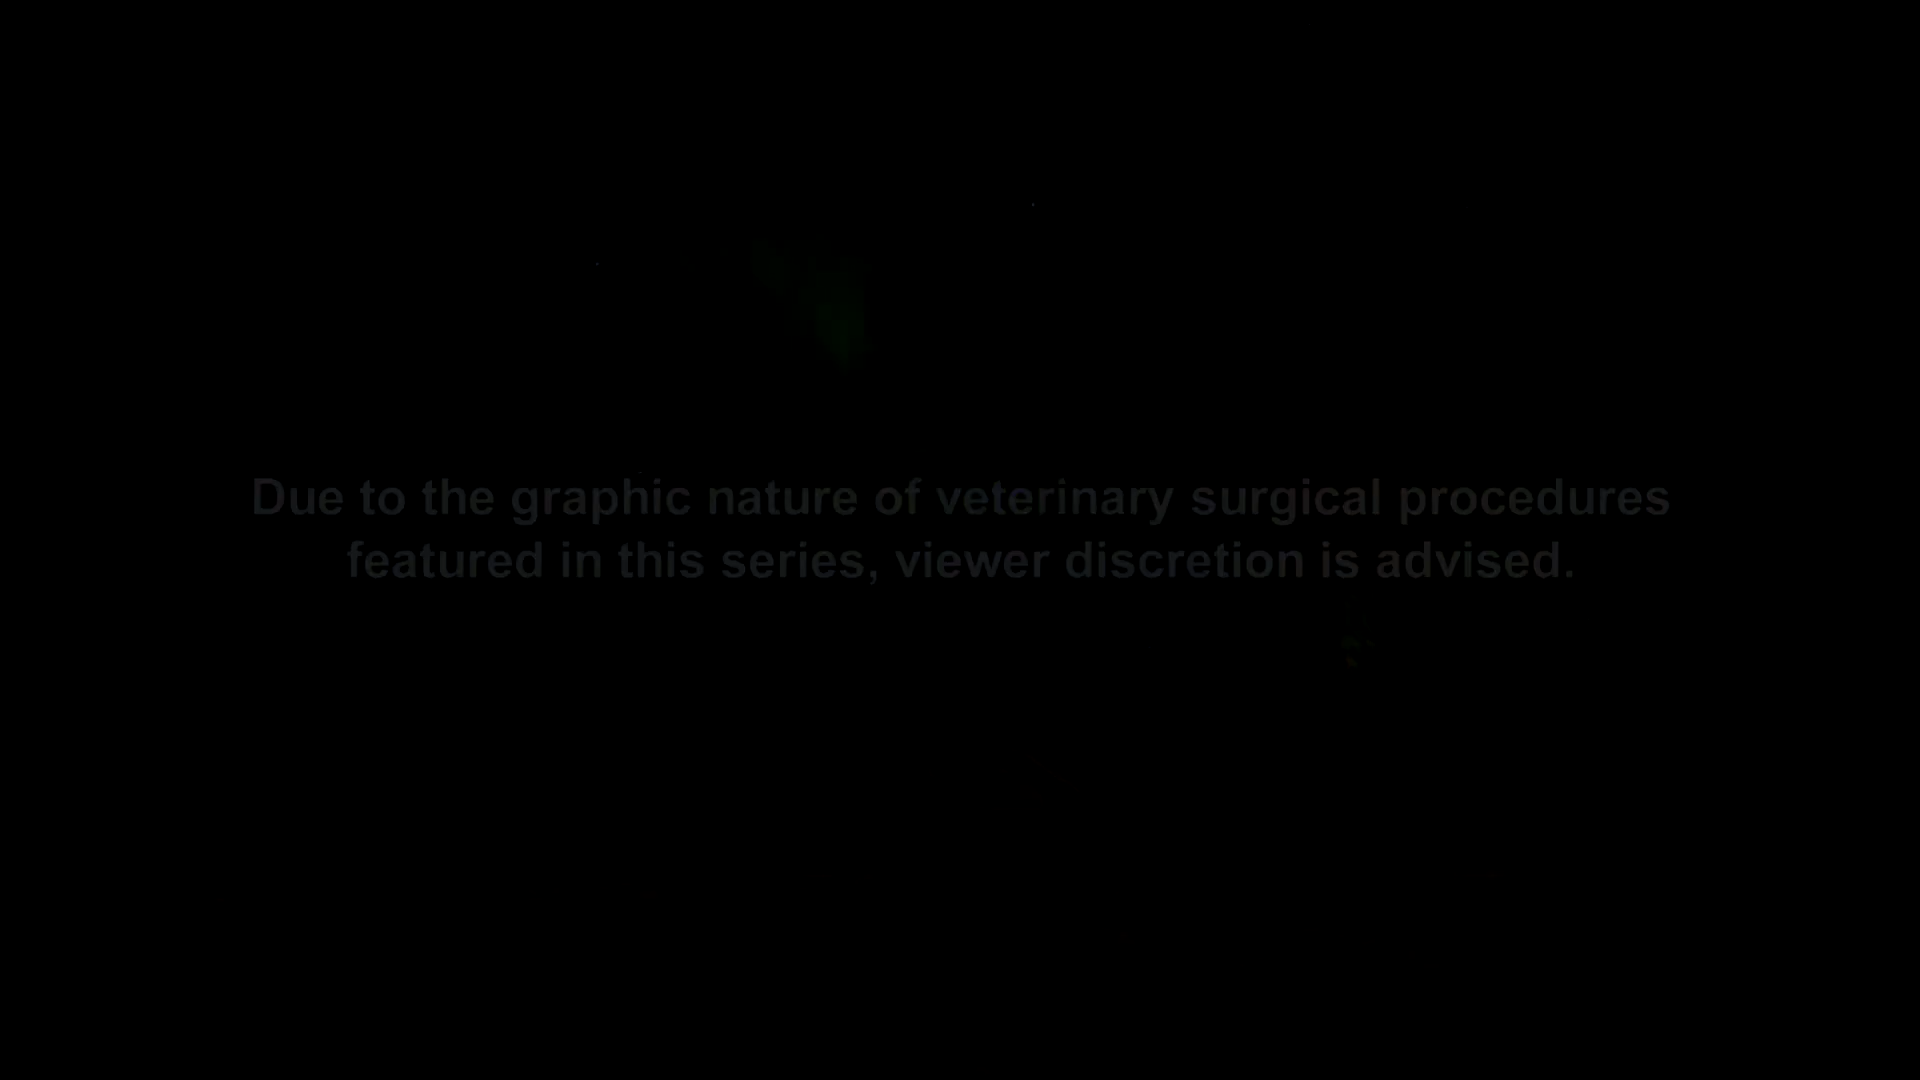 Due to the graphic nature of veterinary surgical procedures
featured in this series, viewer discretion is advised.